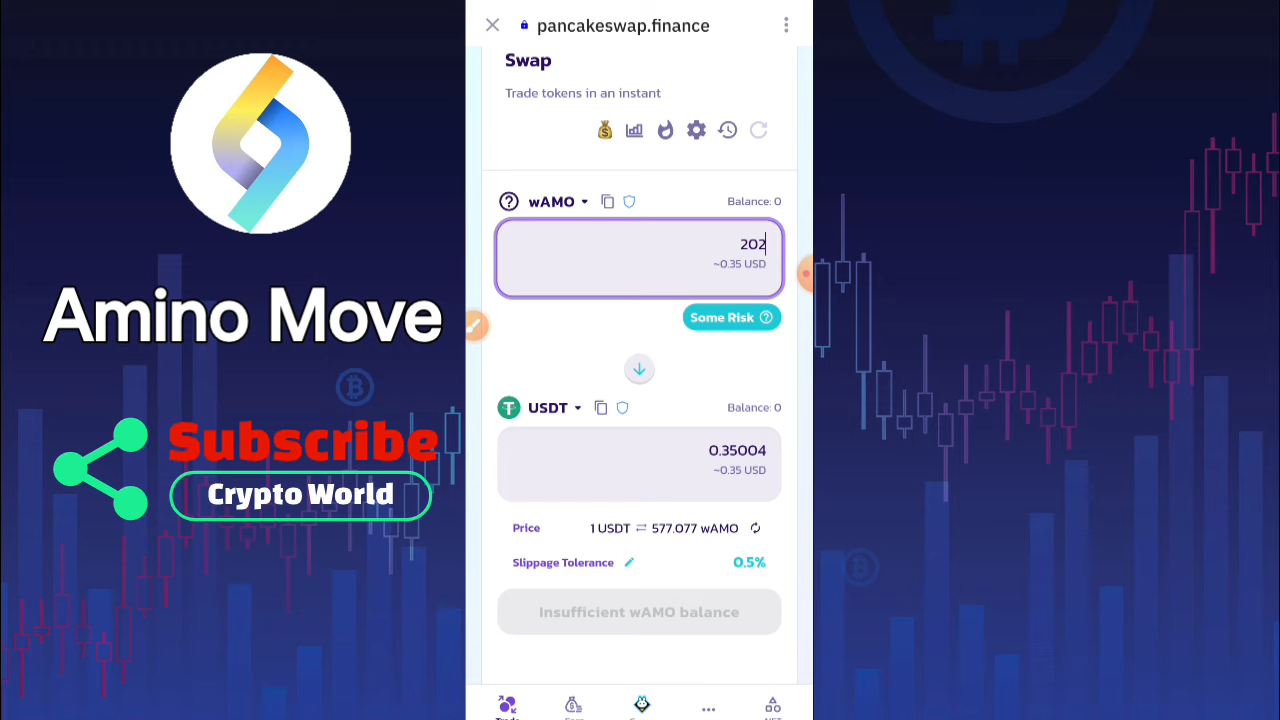 pancakeswap.finance
Swap
Trade tokens in an instant
wAMO
Balance: 0
202
~0.35 USD
Some Risk
USDT
Balance: 0
0.35004
~0.35 USD
Price
1 USDT ⇌ 577.077 wAMO
Slippage Tolerance
0.5%
Insufficient wAMO balance
Trade
Amino Move
Subscribe
Crypto World